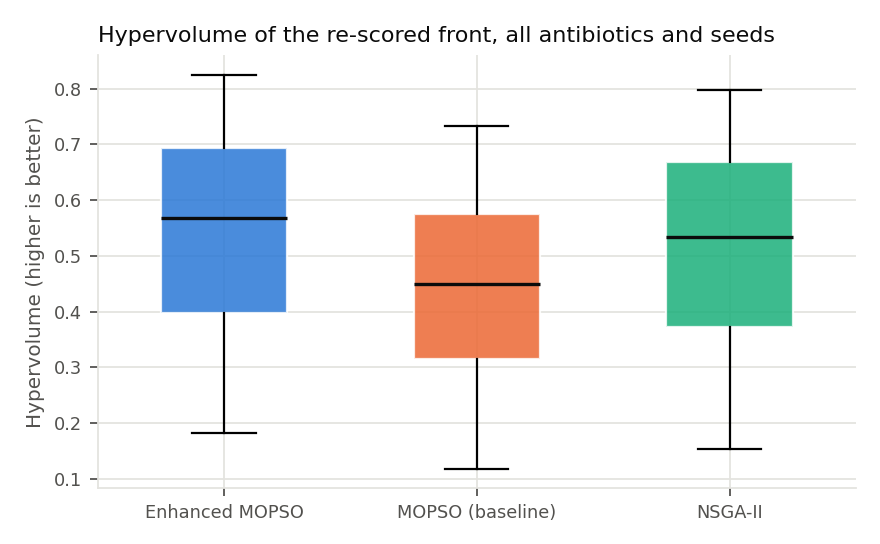 Hypervolume of the re-scored front, all antibiotics and seeds
Hypervolume (higher is better)
0.8
0.7
0.6
0.5
0.4
0.3
0.2
0.1
Enhanced MOPSO
MOPSO (baseline)
NSGA-II